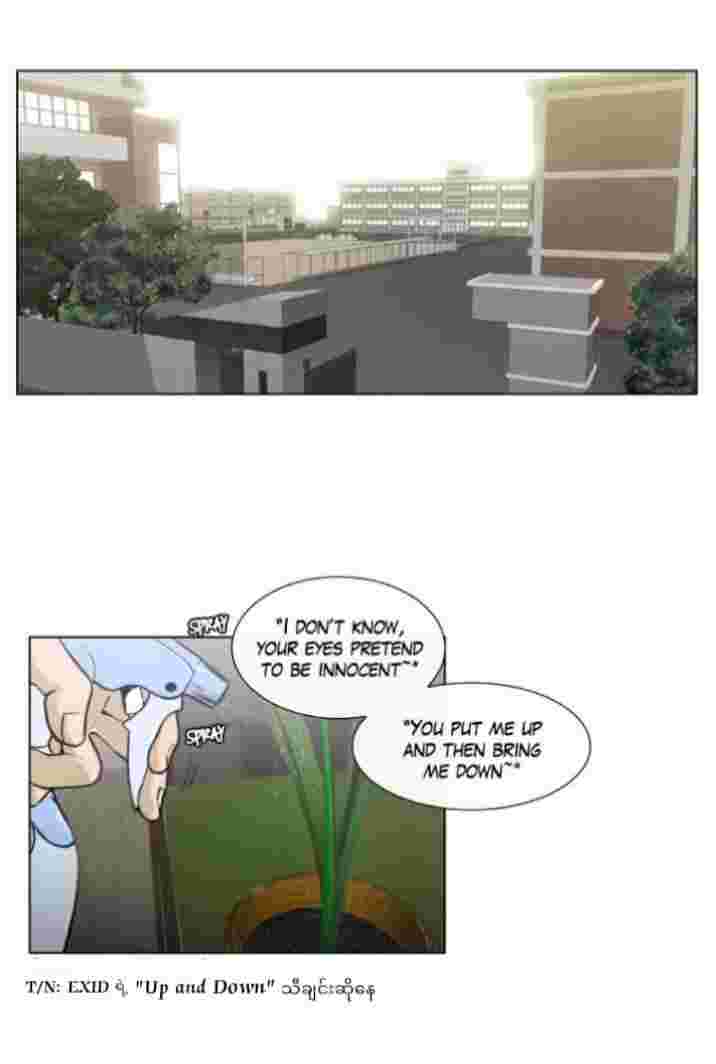 SPRAY
"I DON'T KNOW,
YOUR EYES PRETEND
TO BE INNOCENT~"
SPRAY
"YOU PUT ME UP
AND THEN BRING
ME DOWN~"
T/N: EXID ရဲ့ "Up and Down" သီချင်းဆိုနေ